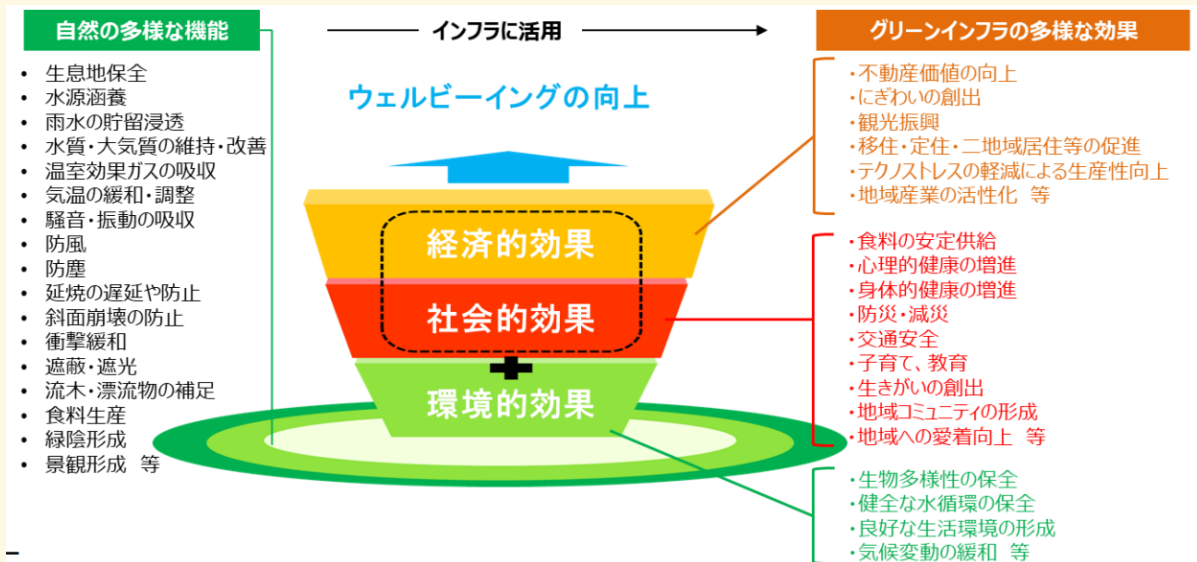 自然の多様な機能
インフラに活用
グリーンインフラの多様な効果
• 生息地保全
• 水源涵養
• 雨水の貯留浸透
• 水質・大気質の維持・改善
• 温室効果ガスの吸収
• 気温の緩和・調整
• 騒音・振動の吸収
• 防風
• 防塵
• 延焼の遅延や防止
• 斜面崩壊の防止
• 衝撃緩和
• 遮蔽・遮光
• 流木・漂流物の補足
• 食料生産
• 緑陰形成
• 景観形成 等
ウェルビーイングの向上
経済的効果
社会的効果
+
環境的効果
・不動産価値の向上
・にぎわいの創出
・観光振興
・移住・定住・二地域居住等の促進
・テクノストレスの軽減による生産性向上
・地域産業の活性化 等
・食料の安定供給
・心理的健康の増進
・身体的健康の増進
・防災・減災
・交通安全
・子育て、教育
・生きがいの創出
・地域コミュニティの形成
・地域への愛着向上 等
・生物多様性の保全
・健全な水循環の保全
・良好な生活環境の形成
・気候変動の緩和 等